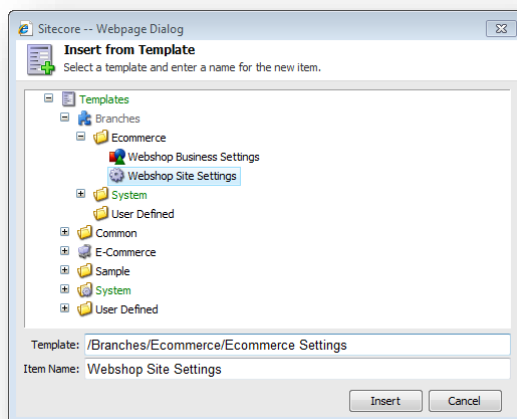 Sitecore -- Webpage Dialog
Insert from Template
Select a template and enter a name for the new item.
Templates
Branches
Ecommerce
Webshop Business Settings
Webshop Site Settings
System
User Defined
Common
E-Commerce
Sample
System
User Defined
Template: /Branches/Ecommerce/Ecommerce Settings
Item Name: Webshop Site Settings
Insert Cancel